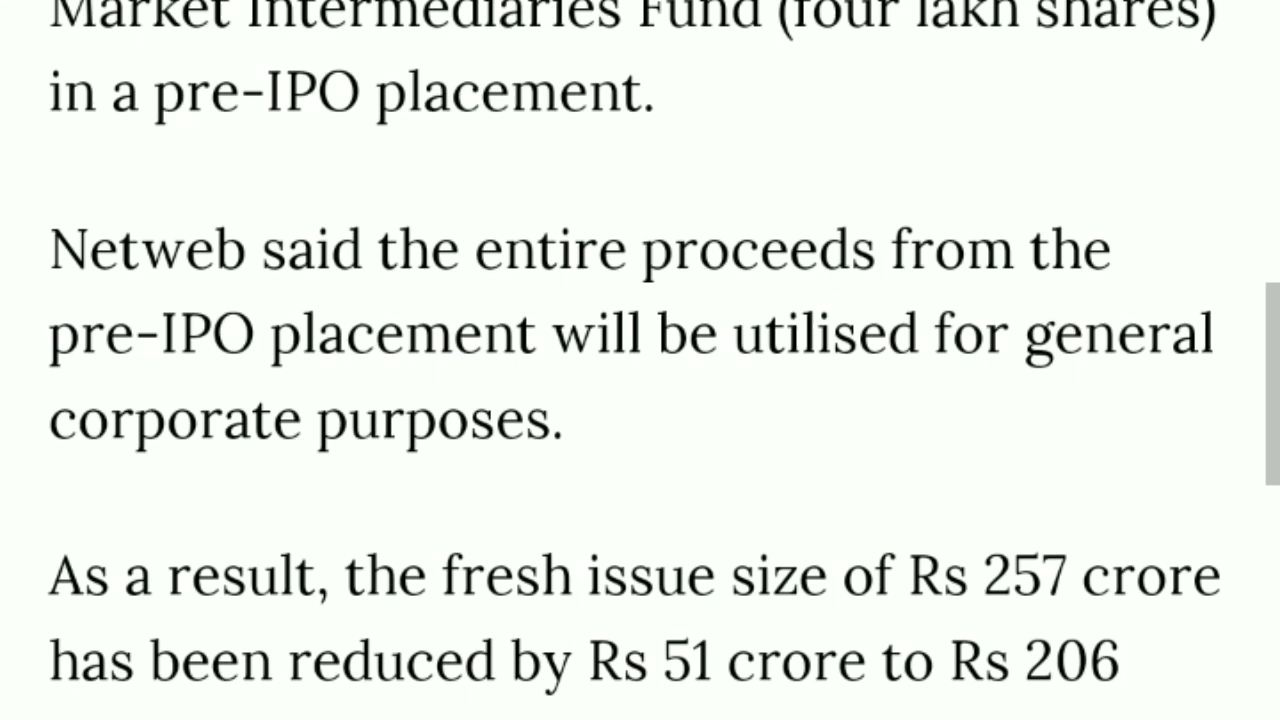 Market Intermediaries Fund (four lakh shares)
in a pre-IPO placement.
Netweb said the entire proceeds from the
pre-IPO placement will be utilised for general
corporate purposes.
As a result, the fresh issue size of Rs 257 crore
has been reduced by Rs 51 crore to Rs 206